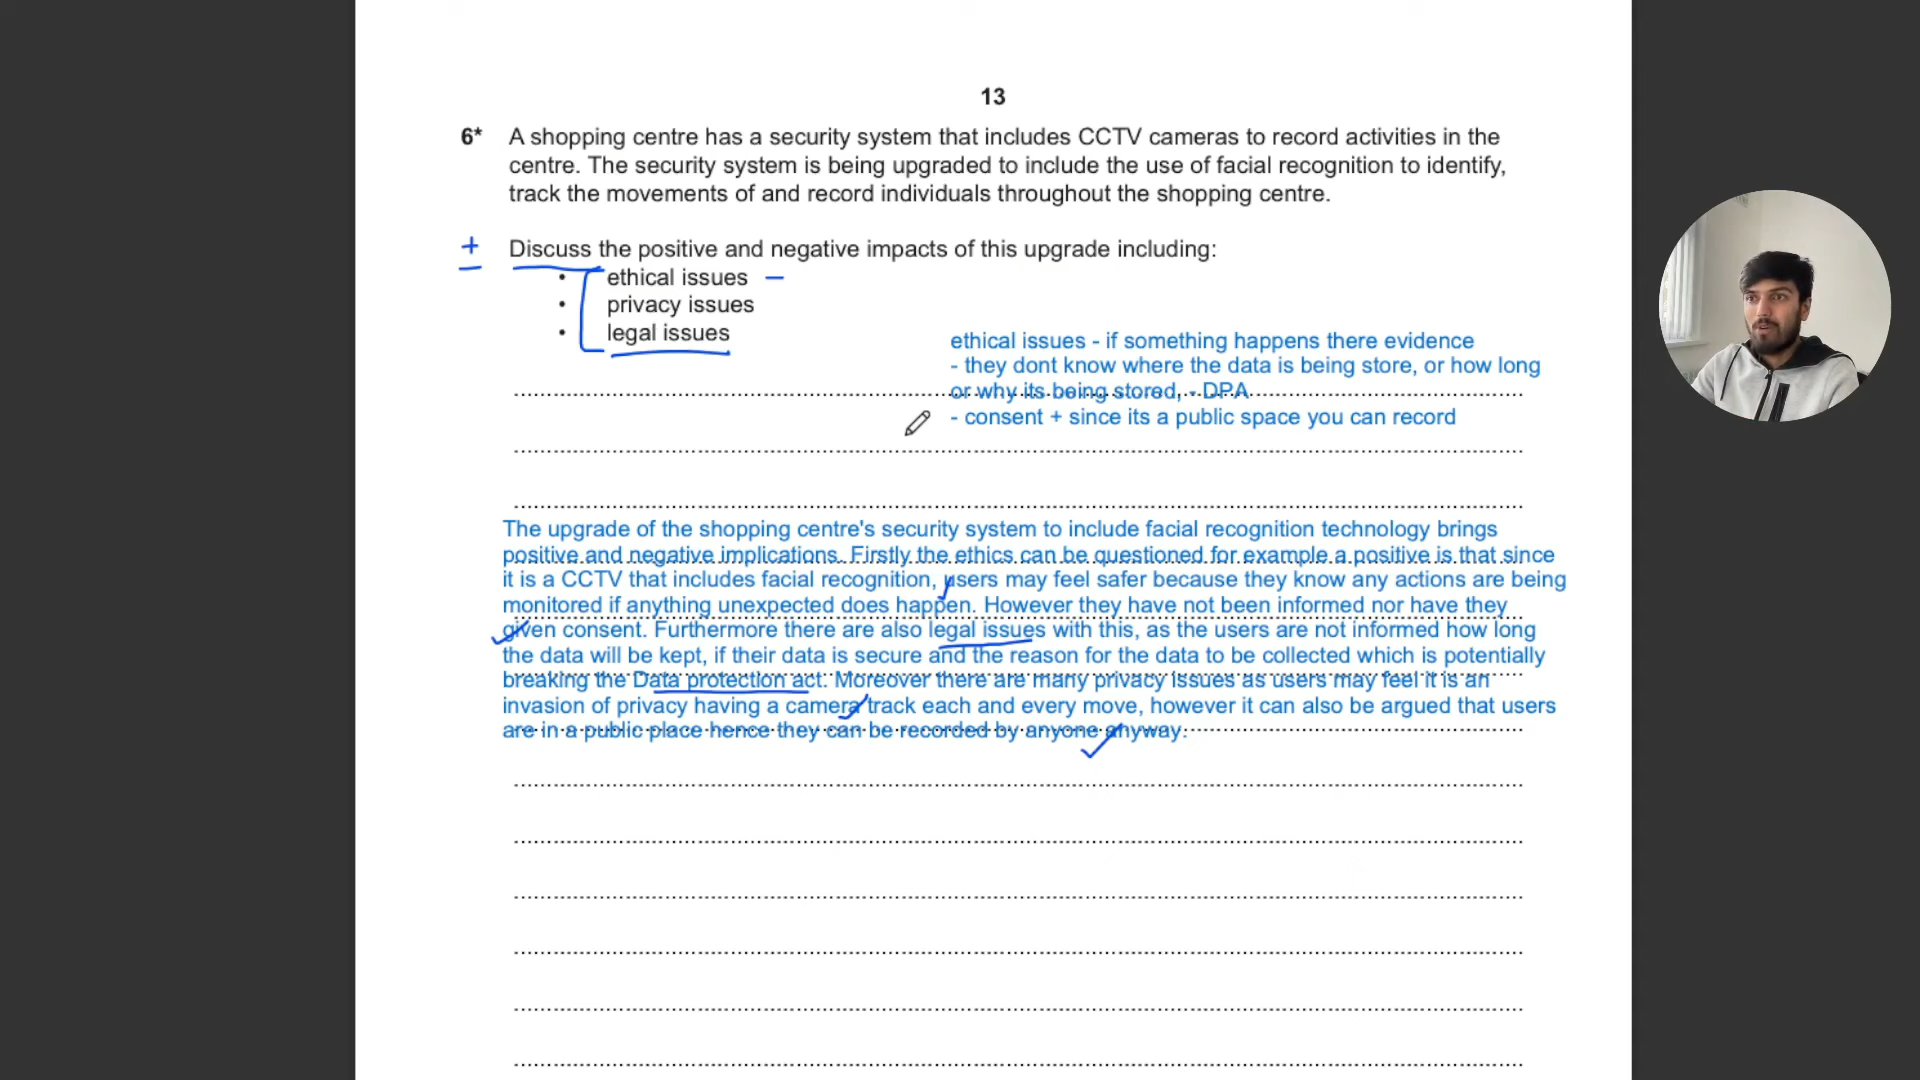 13
6* A shopping centre has a security system that includes CCTV cameras to record activities in the
centre. The security system is being upgraded to include the use of facial recognition to identify,
track the movements of and record individuals throughout the shopping centre.
+ Discuss the positive and negative impacts of this upgrade including:
• ethical issues –
• privacy issues
• legal issues
ethical issues - if something happens there evidence
- they dont know where the data is being store, or how long
or why its being stored, - DPA
- consent + since its a public space you can record
The upgrade of the shopping centre's security system to include facial recognition technology brings
positive and negative implications. Firstly the ethics can be questioned for example a positive is that since
it is a CCTV that includes facial recognition, users may feel safer because they know any actions are being
monitored if anything unexpected does happen. However they have not been informed nor have they
given consent. Furthermore there are also legal issues with this, as the users are not informed how long
the data will be kept, if their data is secure and the reason for the data to be collected which is potentially
breaking the Data protection act. Moreover there are many privacy issues as users may feel it is an
invasion of privacy having a camera track each and every move, however it can also be argued that users
are in a public place hence they can be recorded by anyone anyway.